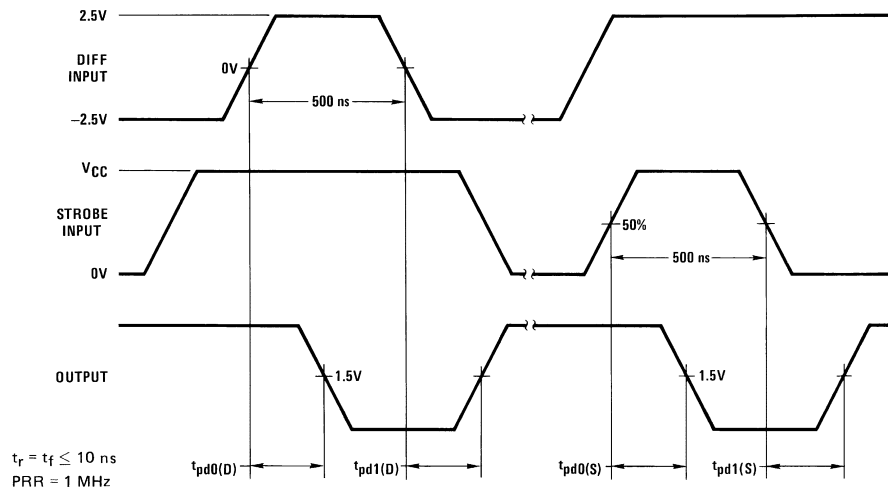 2.5V
DIFF
INPUT
0V
500 ns
−2.5V
VCC
STROBE
INPUT
50%
500 ns
0V
OUTPUT
1.5V
1.5V
tr = tf ≤ 10 ns
PRR = 1 MHz
tpd0(D)
tpd1(D)
tpd0(S)
tpd1(S)